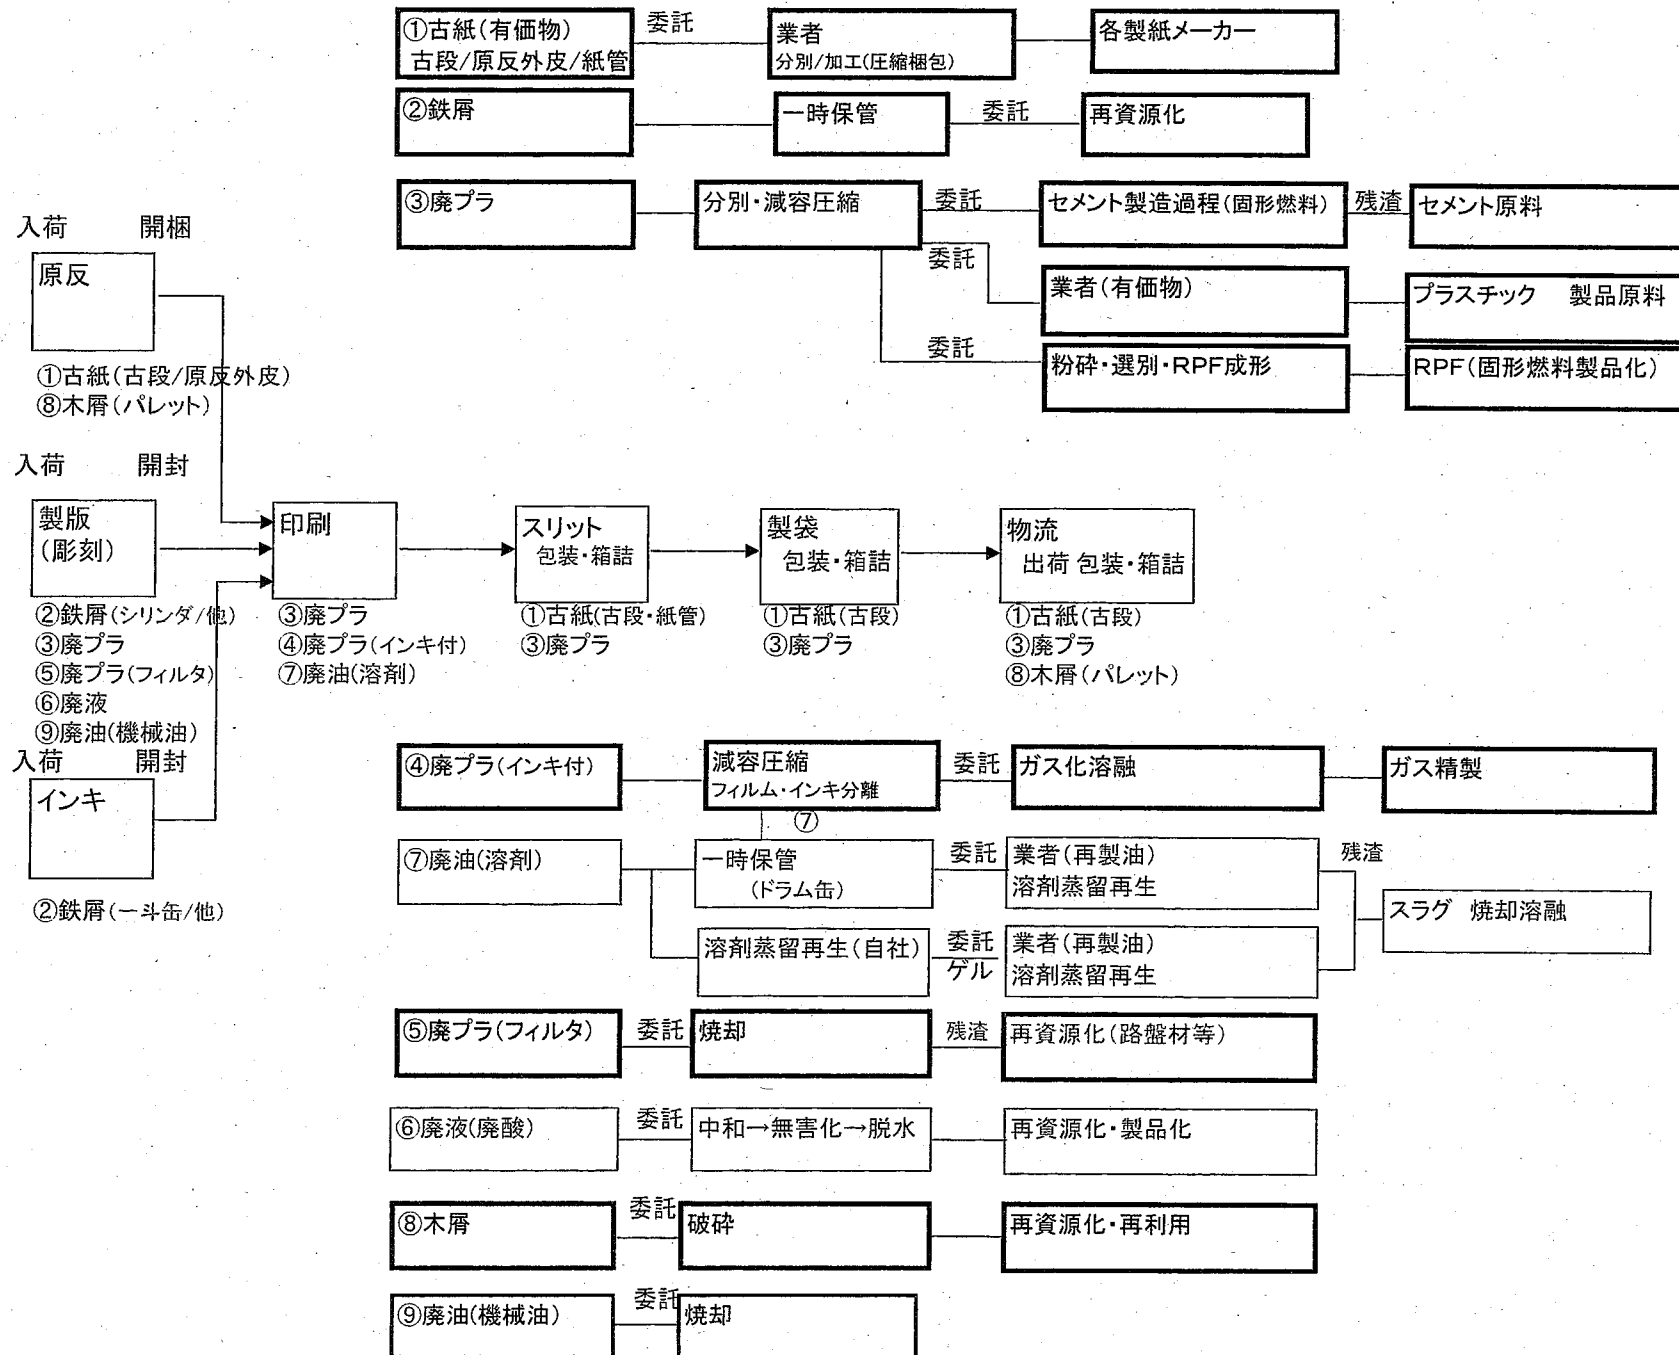 ①古紙(有価物)
古段/原反外皮/紙管
委託
業者
分別/加工(圧縮梱包)
各製紙メーカー
②鉄屑
一時保管
委託
再資源化
③廃プラ
分別・減容圧縮
委託
セメント製造過程(固形燃料)
残渣
セメント原料
委託
業者(有価物)
プラスチック 製品原料
委託
粉砕・選別・RPF成形
RPF(固形燃料製品化)
入荷 開梱
原反
①古紙(古段/原反外皮)
⑧木屑(パレット)
入荷 開封
製版
(彫刻)
②鉄屑(シリンダ/他)
③廃プラ
⑤廃プラ(フィルタ)
⑥廃液
⑨廃油(機械油)
印刷
③廃プラ
④廃プラ(インキ付)
⑦廃油(溶剤)
スリット
包装・箱詰
①古紙(古段・紙管)
③廃プラ
製袋
包装・箱詰
①古紙(古段)
③廃プラ
物流
出荷 包装・箱詰
①古紙(古段)
③廃プラ
⑧木屑(パレット)
入荷 開封
インキ
②鉄屑(一斗缶/他)
④廃プラ(インキ付)
減容圧縮
フィルム・インキ分離
委託
ガス化溶融
ガス精製
⑦
⑦廃油(溶剤)
一時保管
(ドラム缶)
委託
業者(再製油)
溶剤蒸留再生
残渣
スラグ 焼却溶融
溶剤蒸留再生(自社)
委託
ゲル
業者(再製油)
溶剤蒸留再生
⑤廃プラ(フィルタ)
委託
焼却
残渣
再資源化(路盤材等)
⑥廃液(廃酸)
委託
中和→無害化→脱水
再資源化・製品化
⑧木屑
委託
破砕
再資源化・再利用
⑨廃油(機械油)
委託
焼却